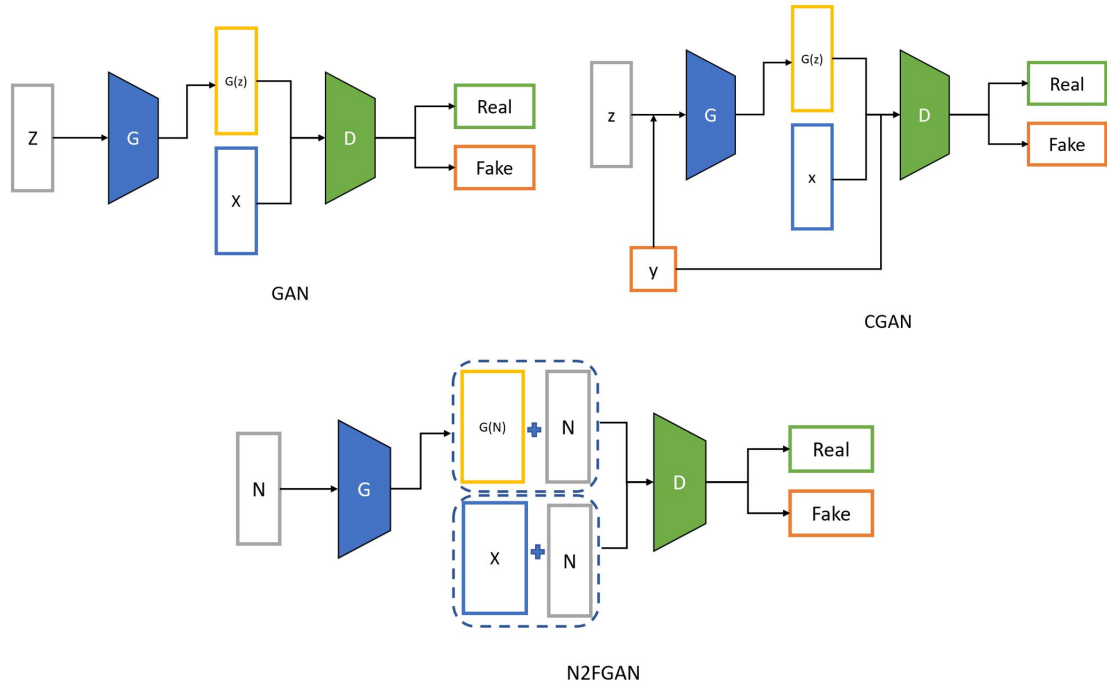 Z
G
G(z)
X
D
Real
Fake
GAN
z
G
G(z)
x
D
Real
Fake
y
CGAN
N
G
G(N) + N
X + N
D
Real
Fake
N2FGAN